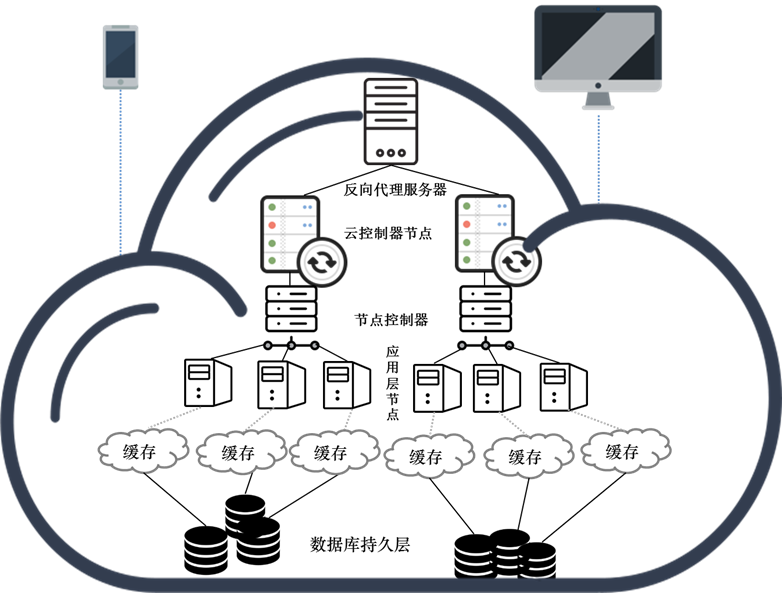 反向代理服务器
云控制器节点
节点控制器
应用层节点
缓存
缓存
缓存
缓存
缓存
缓存
数据库持久层